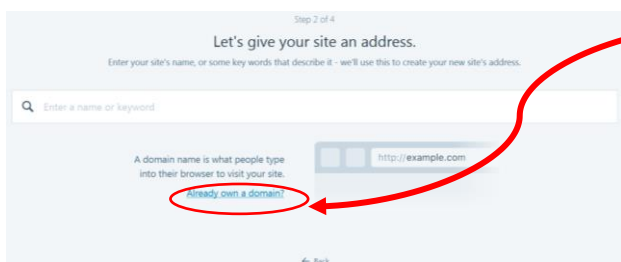 Step 2 of 4
Let's give your site an address.
Enter your site's name, or some key words that describe it - we'll use this to create your new site's address.
Enter a name or keyword
A domain name is what people type
into their browser to visit your site.
Already own a domain?
http://example.com
← Back